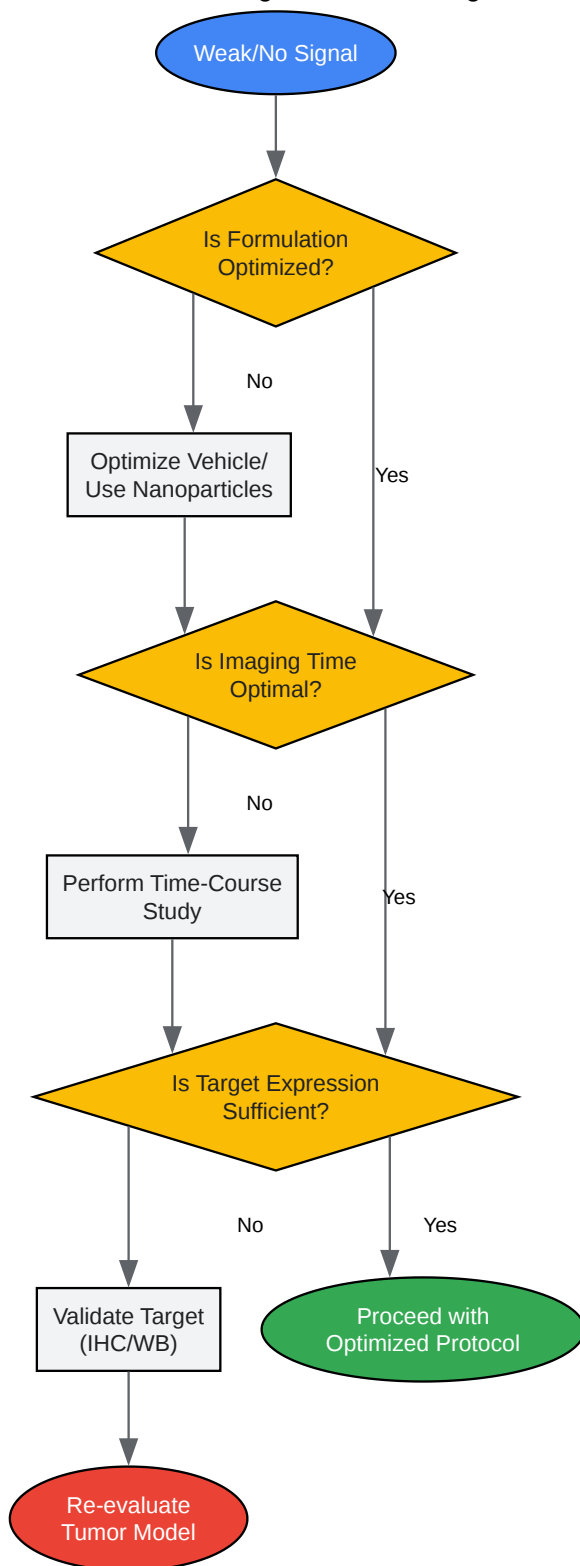 Weak/No Signal
Is Formulation
Optimized?
No
Optimize Vehicle/
Use Nanoparticles
Yes
Is Imaging Time
Optimal?
No
Perform Time-Course
Study
Yes
Is Target Expression
Sufficient?
No
Yes
Validate Target
(IHC/WB)
Proceed with
Optimized Protocol
Re-evaluate
Tumor Model